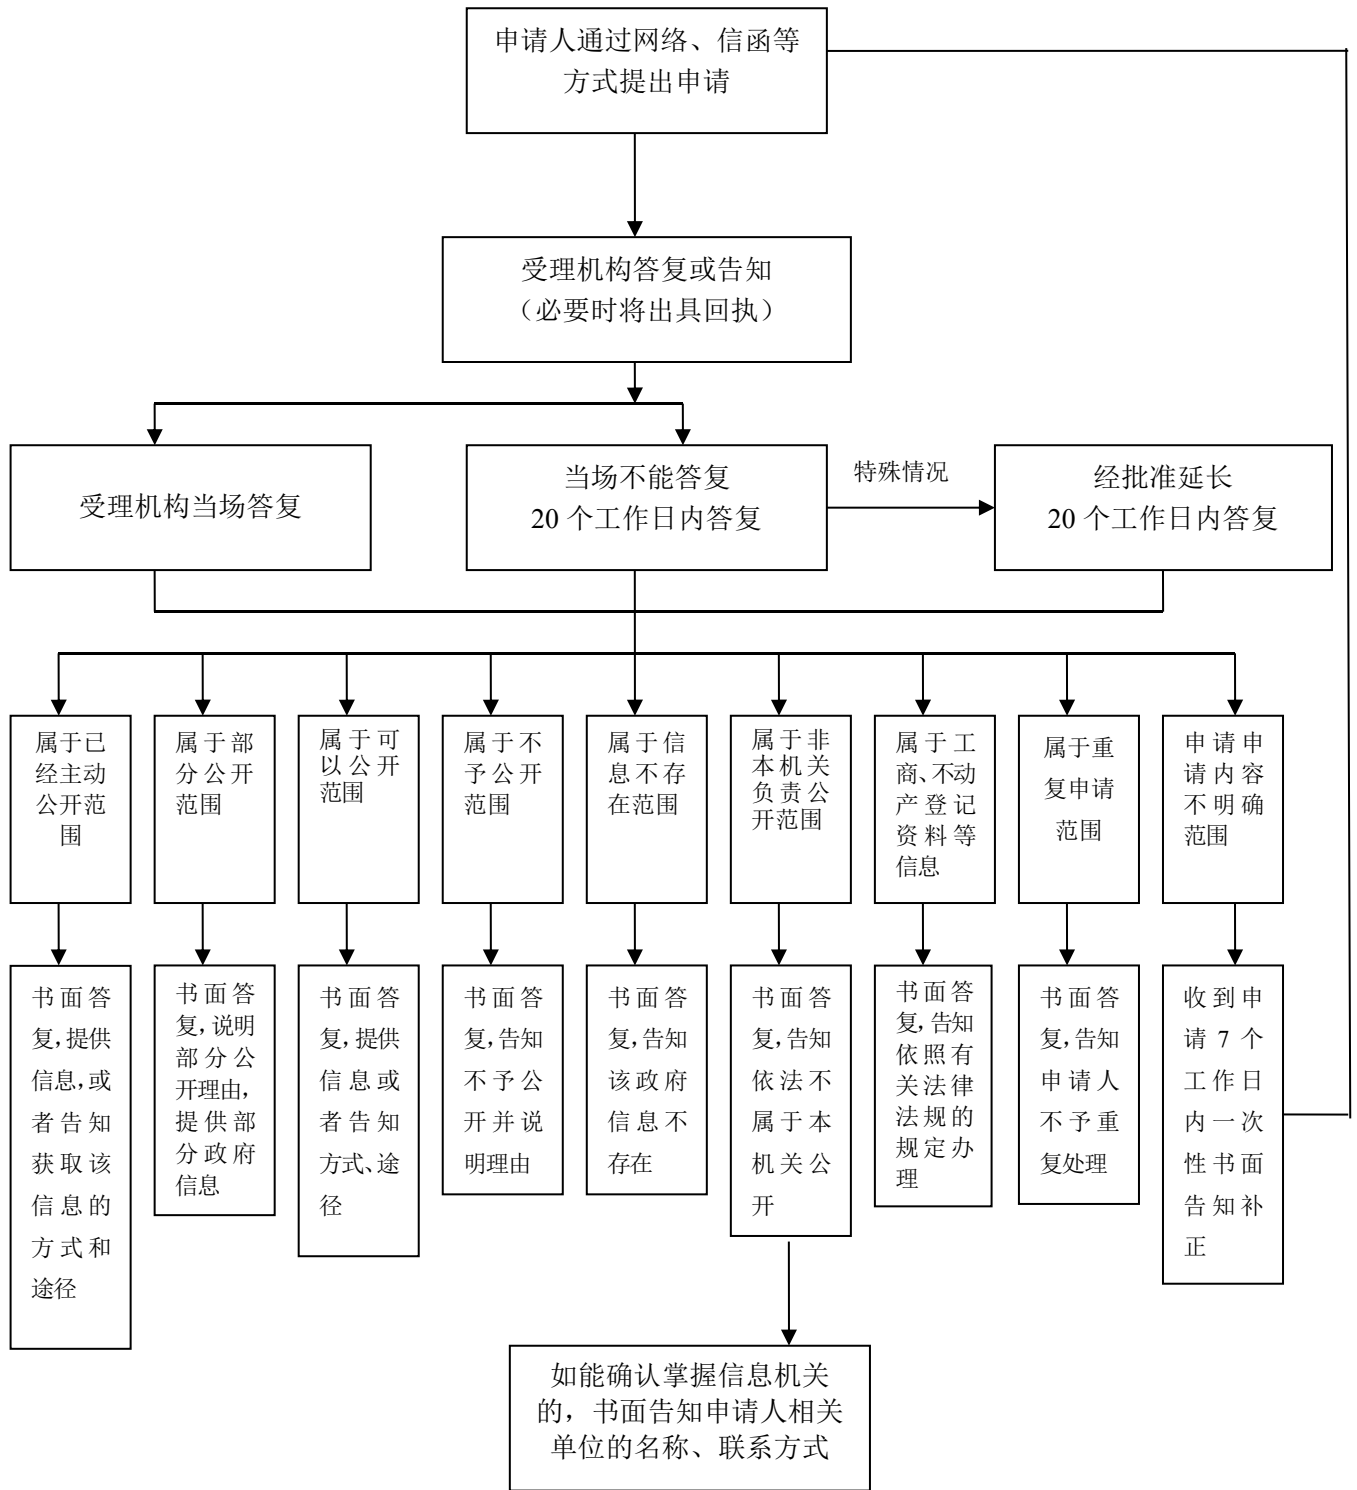 申请人通过网络、信函等
方式提出申请
受理机构答复或告知
（必要时将出具回执）
受理机构当场答复
当场不能答复
20 个工作日内答复
特殊情况
经批准延长
20 个工作日内答复
属于已
经主动
公开范
围
属于部
分公开
范围
属于可
以公开
范围
属于不
予公开
范围
属于信
息不存
在范围
属于非
本机关
负责公
开范围
属于工
商、不动
产登记
资料等
信息
属于重
复申请
范围
申请申
请内容
不明确
范围
书面答
复，提供
信息，或
者告知
获取该
信息的
方式和
途径
书面答
复，说明
部分公
开理由，
提供部
分政府
信息
书面答
复，提供
信息或
者告知
方式、途
径
书面答
复，告知
不予公
开并说
明理由
书面答
复，告知
该政府
信息不
存在
书面答
复，告知
依法不
属于本
机关公
开
书面答
复，告知
依照有
关法律
法规的
规定办
理
书面答
复，告知
申请人
不予重
复处理
收到申
请 7 个
工作日
内一次
性书面
告知补
正
如能确认掌握信息机关
的，书面告知申请人相关
单位的名称、联系方式